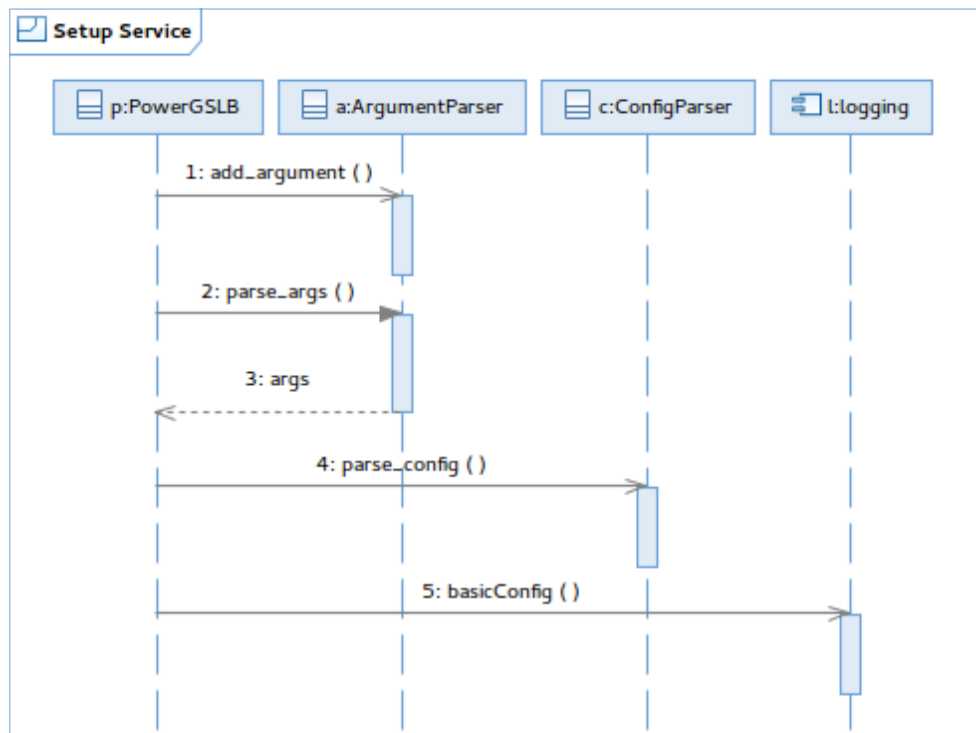 Setup Service
p:PowerGSLB
a:ArgumentParser
c:ConfigParser
l:logging
1: add_argument ( )
2: parse_args ( )
3: args
4: parse_config ( )
5: basicConfig ( )